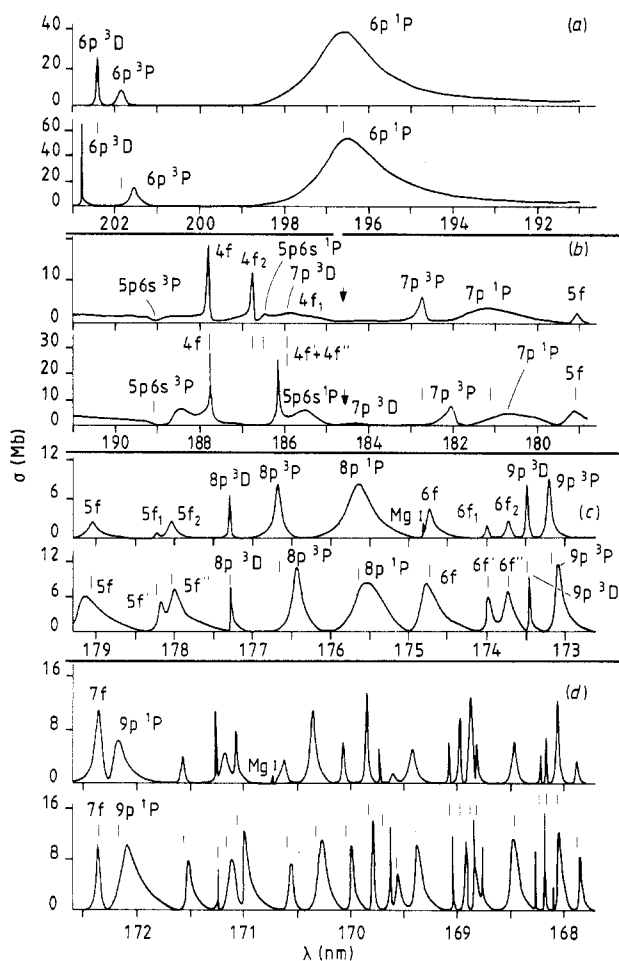 40
6p ³D
6p ¹P
(a)
20
6p ³P
0
60
6p ³D
6p ¹P
40
20
6p ³P
0
202 200 198 196 194 192
(b)
10
5p6s ³P
4f
4f₂
5p6s ¹P
7p ³D
4f₁
7p ³P
7p ¹P
5f
0
30
4f
4f'+4f''
7p ¹P
20
5p6s ³P
5p6s ¹P
7p ³D
7p ³P
5f
10
0
190 188 186 184 182 180
σ (Mb)
12
8p ³D
8p ³P
8p ¹P
9p ³D
9p ³P
6
5f
5f₁
5f₂
Mg I
6f
6f₁
6f₂
(c)
0
12
8p ³D
8p ³P
8p ¹P
6f
6f'
6f''
9p ³P
6
5f
5f'
5f''
9p ³D
0
179 178 177 176 175 174 173
16
7f
(d)
9p ¹P
8
Mg I
0
16
7f
9p ¹P
8
0
172 171 170 169 168
λ (nm)